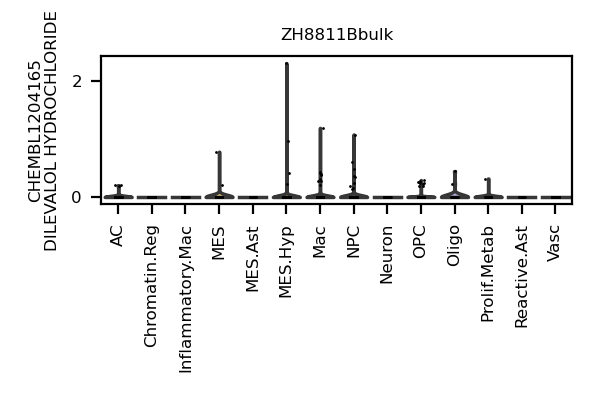 ZH8811Bbulk
CHEMBL1204165
DILEVALOL HYDROCHLORIDE
2
0
AC
Chromatin.Reg
Inflammatory.Mac
MES
MES.Ast
MES.Hyp
Mac
NPC
Neuron
OPC
Oligo
Prolif.Metab
Reactive.Ast
Vasc